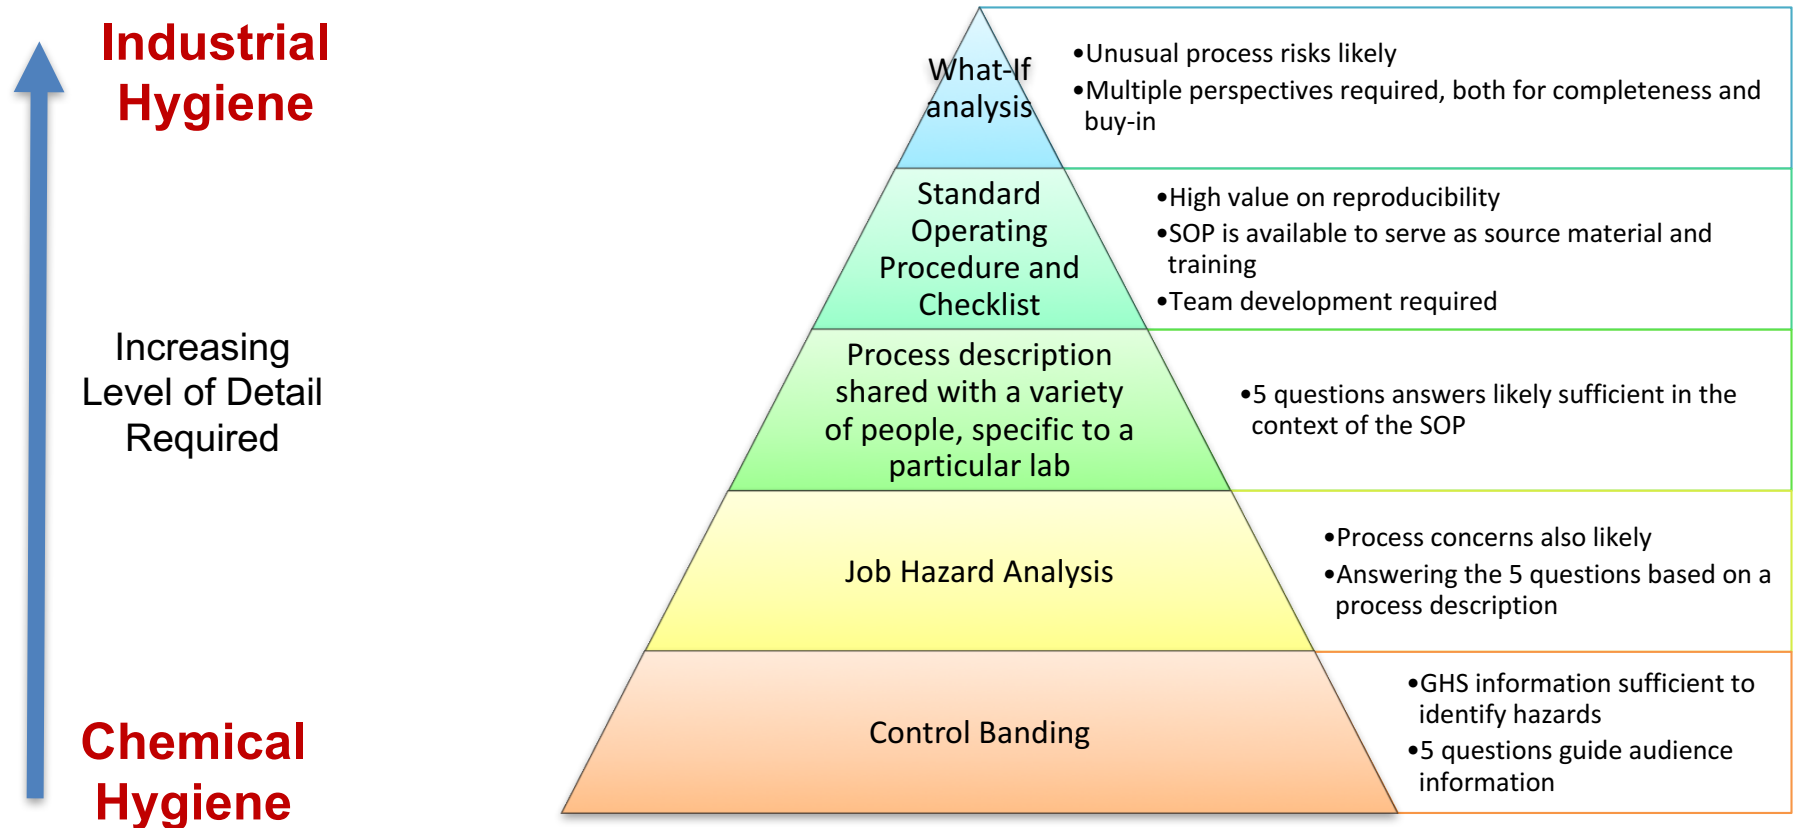 Industrial
Hygiene
Increasing
Level of Detail
Required
Chemical
Hygiene
What-If
analysis
•Unusual process risks likely
•Multiple perspectives required, both for completeness and
buy-in
Standard
Operating
Procedure and
Checklist
•High value on reproducibility
•SOP is available to serve as source material and
training
•Team development required
Process description
shared with a variety
of people, specific to a
particular lab
•5 questions answers likely sufficient in the
context of the SOP
Job Hazard Analysis
•Process concerns also likely
•Answering the 5 questions based on a
process description
Control Banding
•GHS information sufficient to
identify hazards
•5 questions guide audience
information